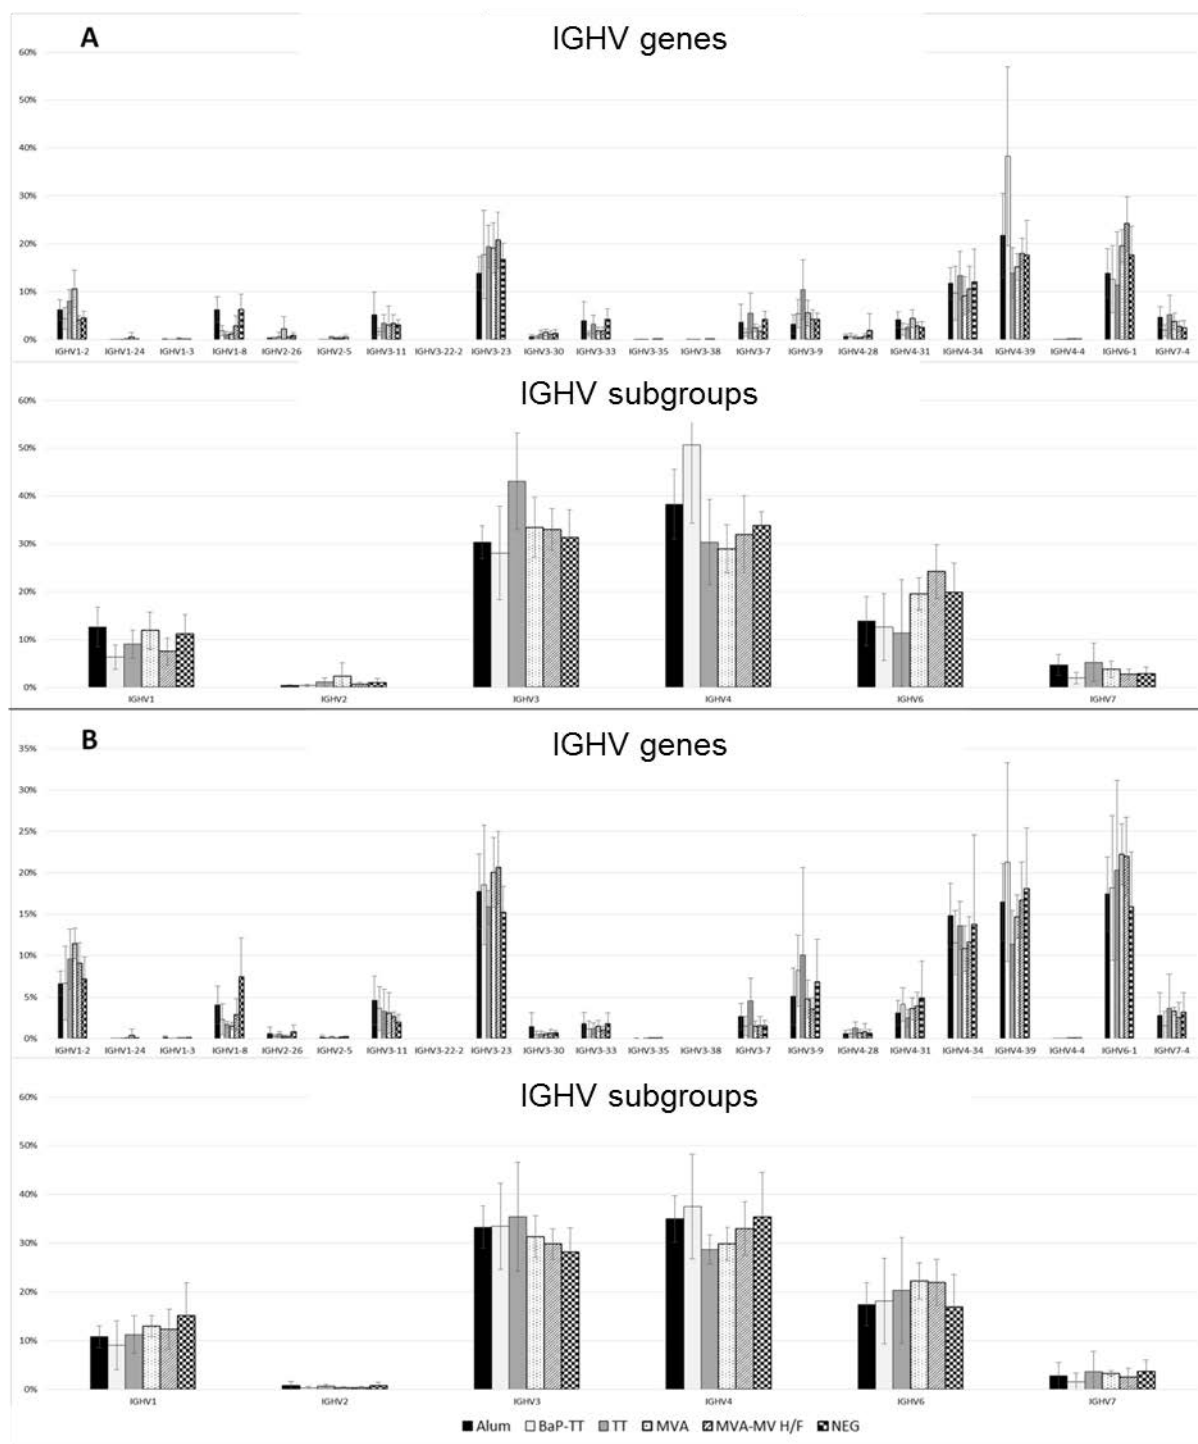 A
IGHV genes
60%
50%
40%
30%
20%
10%
0%
IGHV1-2 IGHV1-24 IGHV1-3 IGHV1-8 IGHV2-26 IGHV2-5 IGHV3-11 IGHV3-22-2 IGHV3-23 IGHV3-30 IGHV3-33 IGHV3-35 IGHV3-38 IGHV3-7 IGHV3-9 IGHV4-28 IGHV4-31 IGHV4-34 IGHV4-39 IGHV4-4 IGHV6-1 IGHV7-4
IGHV subgroups
60%
50%
40%
30%
20%
10%
0%
IGHV1 IGHV2 IGHV3 IGHV4 IGHV6 IGHV7
B
IGHV genes
35%
30%
25%
20%
15%
10%
5%
0%
IGHV1-2 IGHV1-24 IGHV1-3 IGHV1-8 IGHV2-26 IGHV2-5 IGHV3-11 IGHV3-22-2 IGHV3-23 IGHV3-30 IGHV3-33 IGHV3-35 IGHV3-38 IGHV3-7 IGHV3-9 IGHV4-28 IGHV4-31 IGHV4-34 IGHV4-39 IGHV4-4 IGHV6-1 IGHV7-4
IGHV subgroups
60%
50%
40%
30%
20%
10%
0%
IGHV1 IGHV2 IGHV3 IGHV4 IGHV6 IGHV7
Alum BaP-TT TT MVA MVA-MV H/F NEG